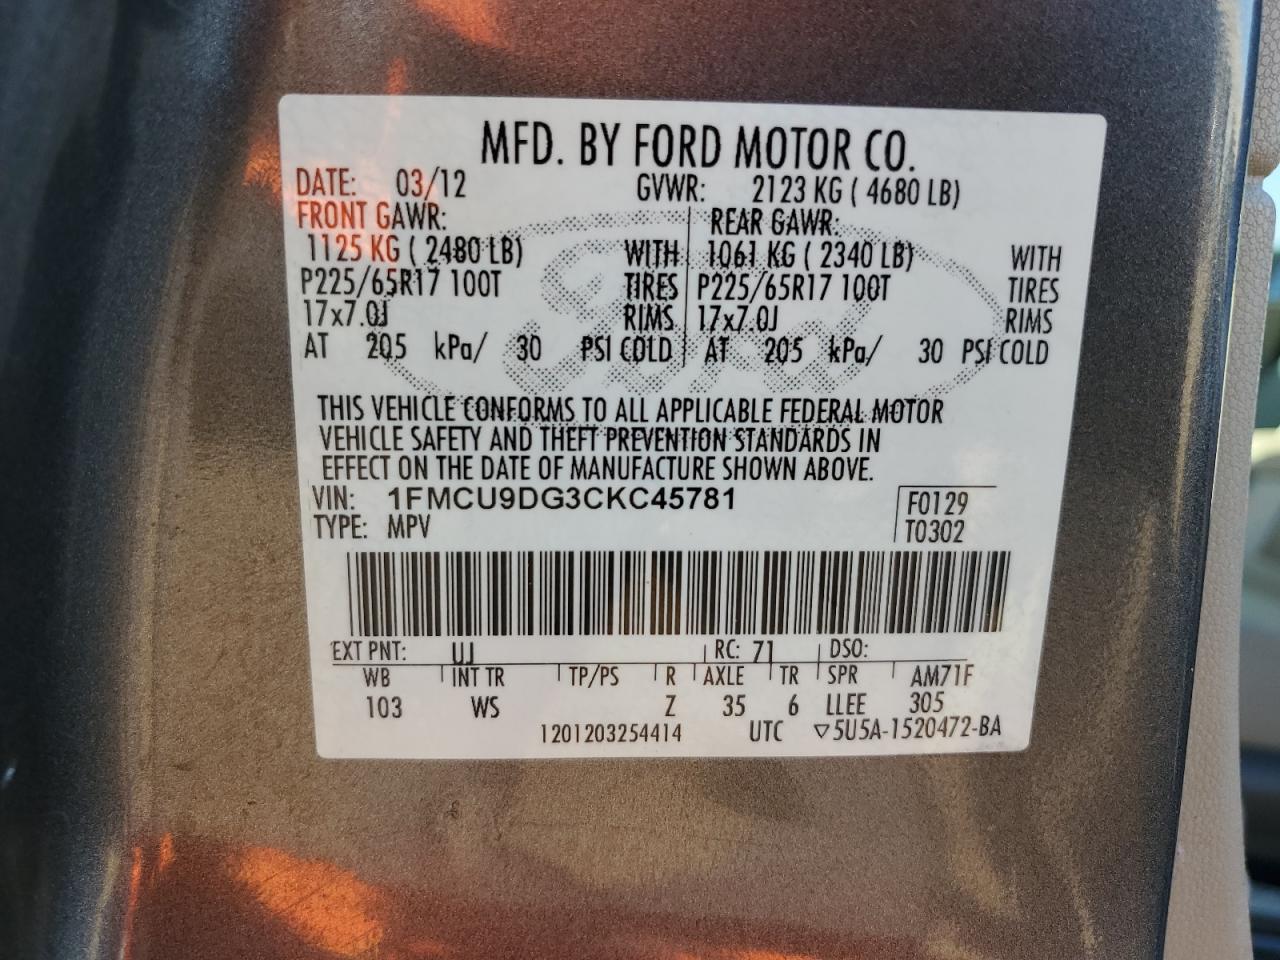 MFD. BY FORD MOTOR CO.
DATE: 03/12 GVWR: 2123 KG ( 4680 LB)
FRONT GAWR: REAR GAWR:
1125 KG ( 2480 LB) WITH 1061 KG ( 2340 LB) WITH
P225/65R17 100T TIRES P225/65R17 100T TIRES
17x7.0J RIMS 17x7.0J RIMS
AT 205 kPa/ 30 PSI COLD AT 205 kPa/ 30 PSI COLD
Ford
THIS VEHICLE CONFORMS TO ALL APPLICABLE FEDERAL MOTOR
VEHICLE SAFETY AND THEFT PREVENTION STANDARDS IN
EFFECT ON THE DATE OF MANUFACTURE SHOWN ABOVE.
VIN: 1FMCU9DG3CKC45781 F0129
TYPE: MPV T0302
EXT PNT: UJ RC: 71 DSO:
WB INT TR TP/PS R AXLE TR SPR AM71F
103 WS Z 35 6 LLEE 305
1201203254414 UTC ▽5U5A-1520472-BA